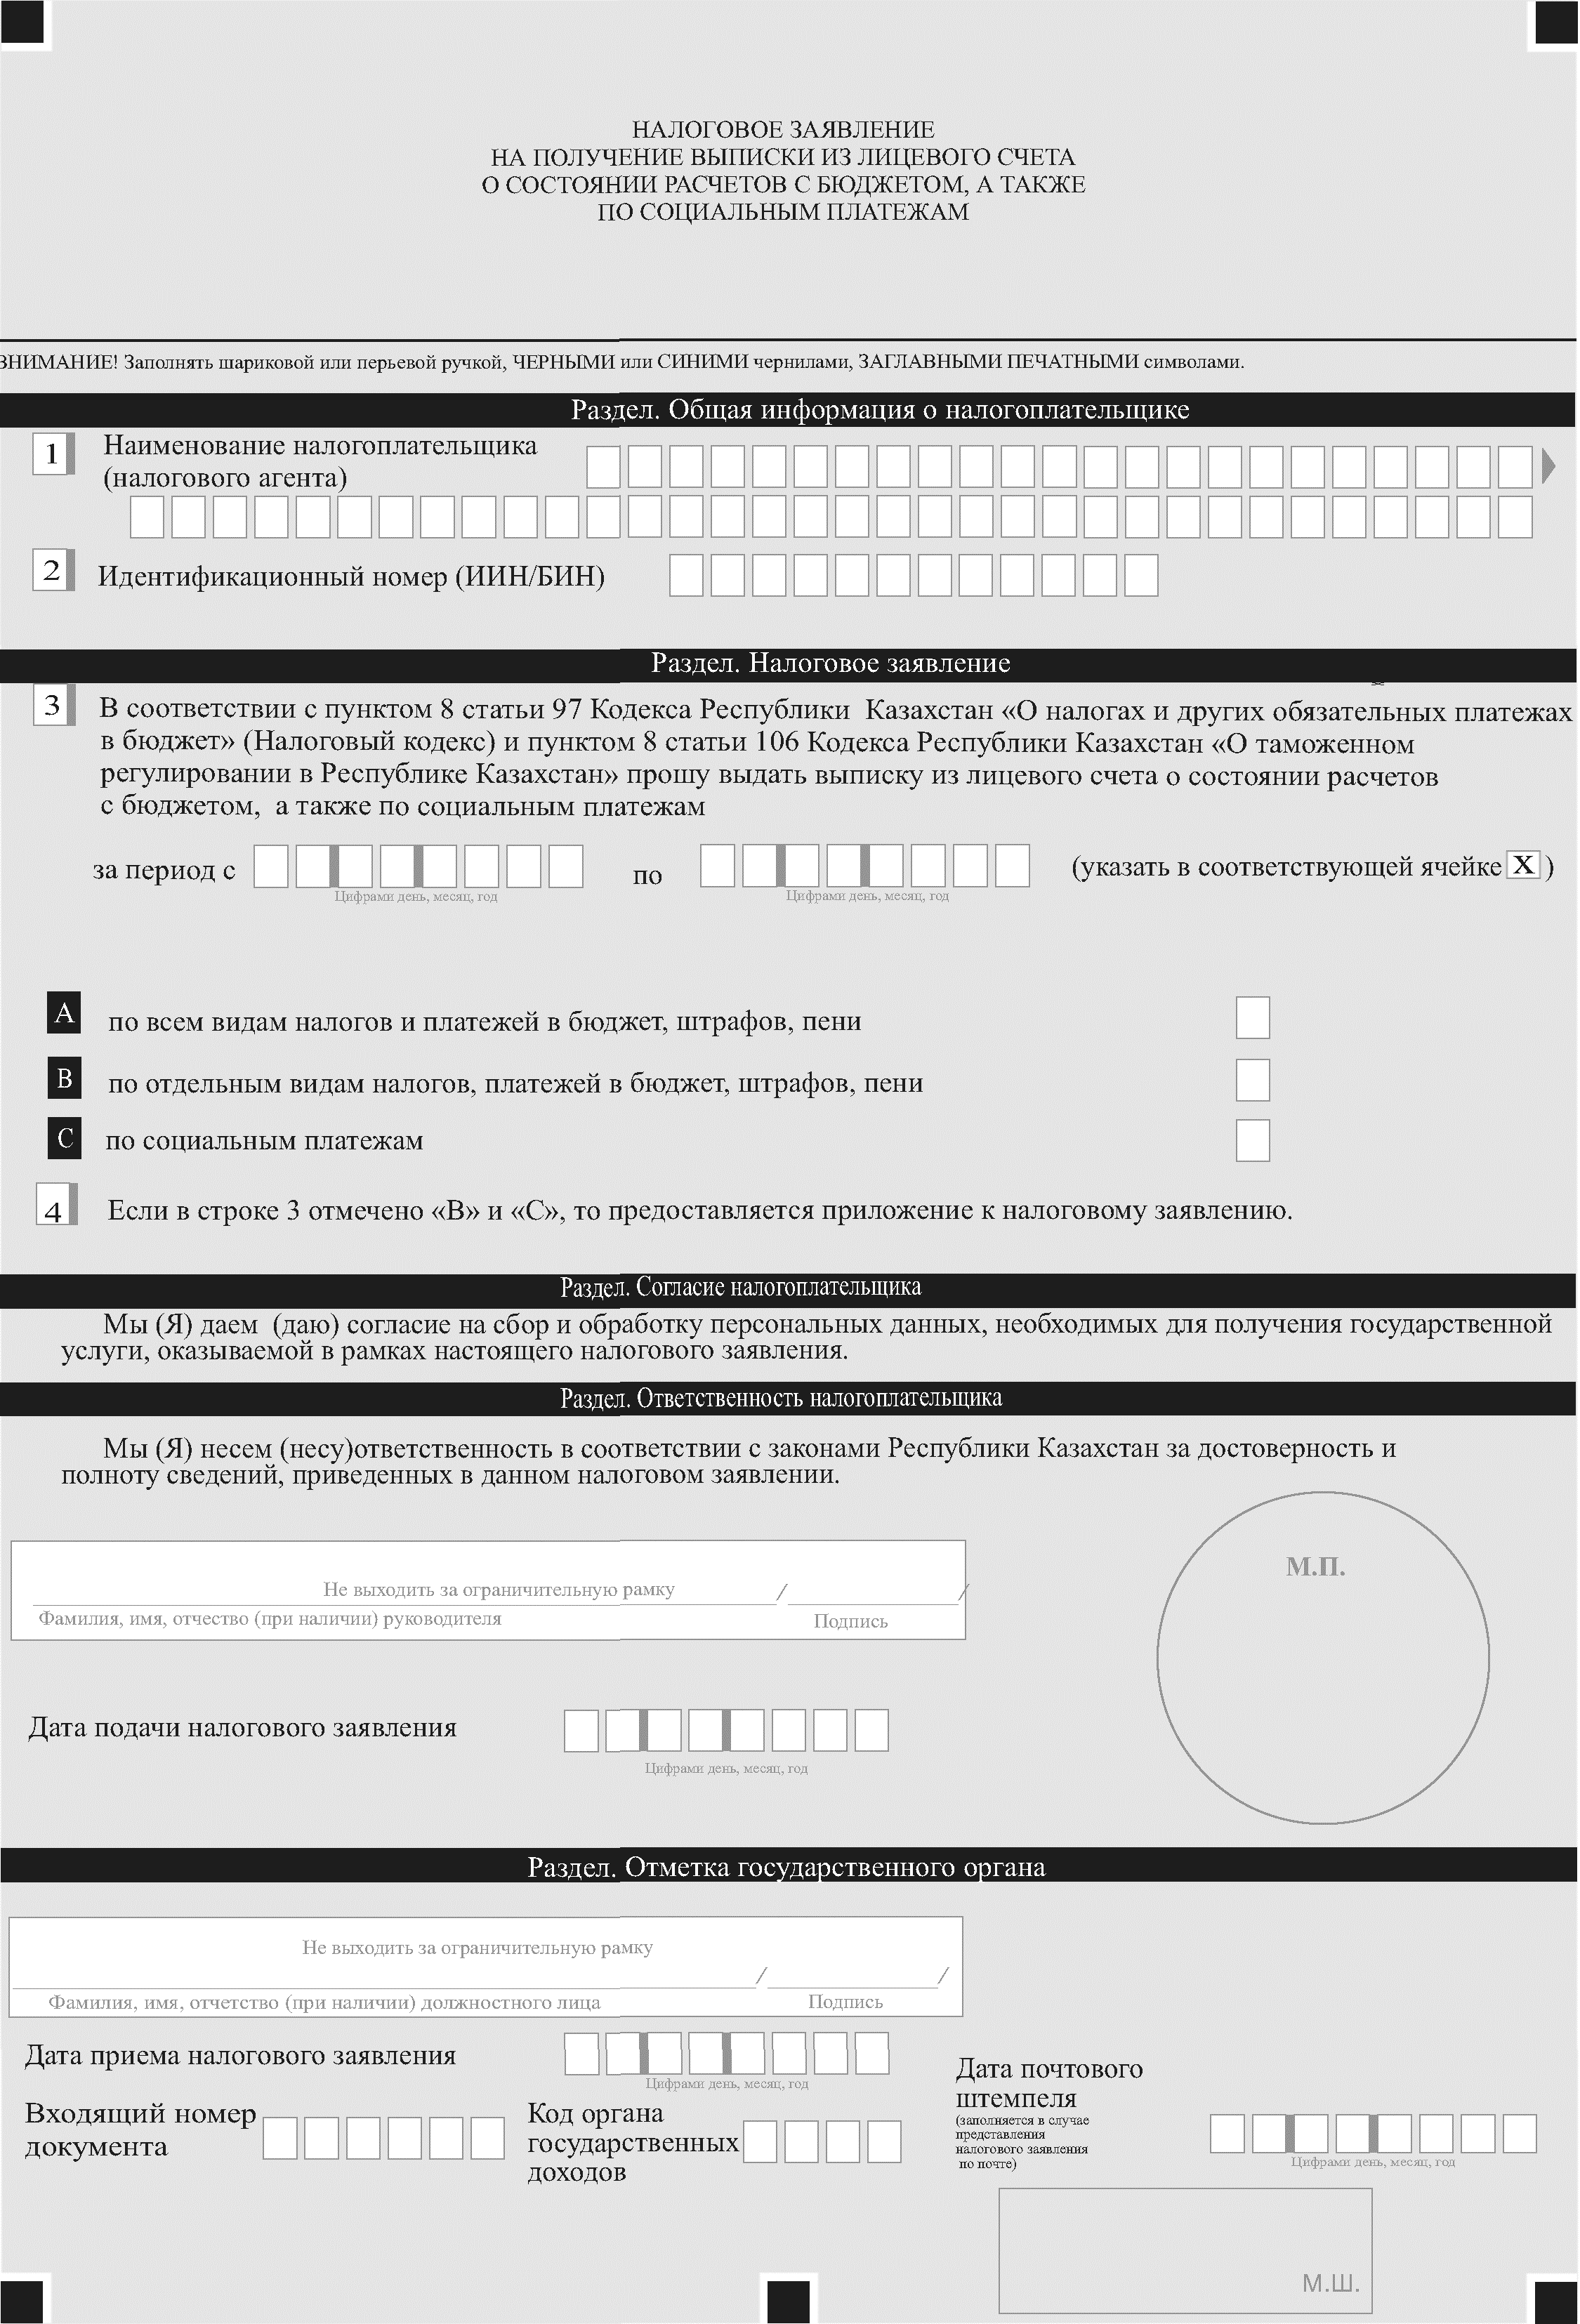 НАЛОГОВОЕ ЗАЯВЛЕНИЕ
НА ПОЛУЧЕНИЕ ВЫПИСКИ ИЗ ЛИЦЕВОГО СЧЕТА
О СОСТОЯНИИ РАСЧЕТОВ С БЮДЖЕТОМ, А ТАКЖЕ
ПО СОЦИАЛЬНЫМ ПЛАТЕЖАМ
ВНИМАНИЕ! Заполнять шариковой или перьевой ручкой, ЧЕРНЫМИ или СИНИМИ чернилами, ЗАГЛАВНЫМИ ПЕЧАТНЫМИ символами.
Раздел. Общая информация о налогоплательщике
1 Наименование налогоплательщика
(налогового агента)
2 Идентификационный номер (ИИН/БИН)
Раздел. Налоговое заявление
3 В соответствии с пунктом 8 статьи 97 Кодекса Республики Казахстан «О налогах и других обязательных платежах
в бюджет» (Налоговый кодекс) и пунктом 8 статьи 106 Кодекса Республики Казахстан «О таможенном
регулировании в Республике Казахстан» прошу выдать выписку из лицевого счета о состоянии расчетов
с бюджетом, а также по социальным платежам
за период с по (указать в соответствующей ячейке X )
Цифрами день, месяц, год Цифрами день, месяц, год
A по всем видам налогов и платежей в бюджет, штрафов, пени
B по отдельным видам налогов, платежей в бюджет, штрафов, пени
C по социальным платежам
4 Если в строке 3 отмечено «В» и «С», то предоставляется приложение к налоговому заявлению.
Раздел. Согласие налогоплательщика
Мы (Я) даем (даю) согласие на сбор и обработку персональных данных, необходимых для получения государственной
услуги, оказываемой в рамках настоящего налогового заявления.
Раздел. Ответственность налогоплательщика
Мы (Я) несем (несу)ответственность в соответствии с законами Республики Казахстан за достоверность и
полноту сведений, приведенных в данном налоговом заявлении.
М.П.
Не выходить за ограничительную рамку / /
Фамилия, имя, отчество (при наличии) руководителя Подпись
Дата подачи налогового заявления
Цифрами день, месяц, год
Раздел. Отметка государственного органа
Не выходить за ограничительную рамку
/ /
Фамилия, имя, отчетство (при наличии) должностного лица Подпись
Дата приема налогового заявления
Цифрами день, месяц, год
Входящий номер
документа
Код органа
государственных
доходов
Дата почтового
штемпеля
(заполняется в случае
представления
налогового заявления
по почте)
Цифрами день, месяц, год
М.Ш.